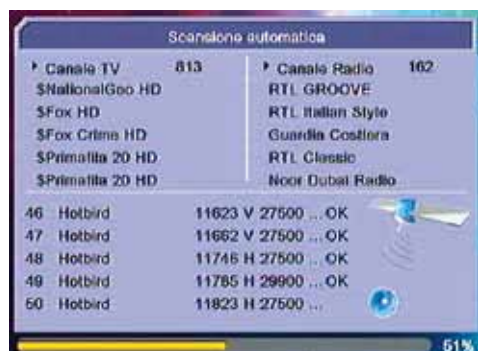 Scansione automatica
Canale TV 813
$NationalGeo HD
$Fox HD
$Fox Crime HD
$Primafila 20 HD
$Primafila 20 HD
Canale Radio 162
RTL GROOVE
RTL Italian Style
Guardia Costiera
RTL Classic
Noor Dubai Radio
46 Hotbird 11623 V 27500 ... OK
47 Hotbird 11662 V 27500 ... OK
48 Hotbird 11746 H 27500 ... OK
49 Hotbird 11785 H 29900 ... OK
50 Hotbird 11823 H 27500 ...
51%